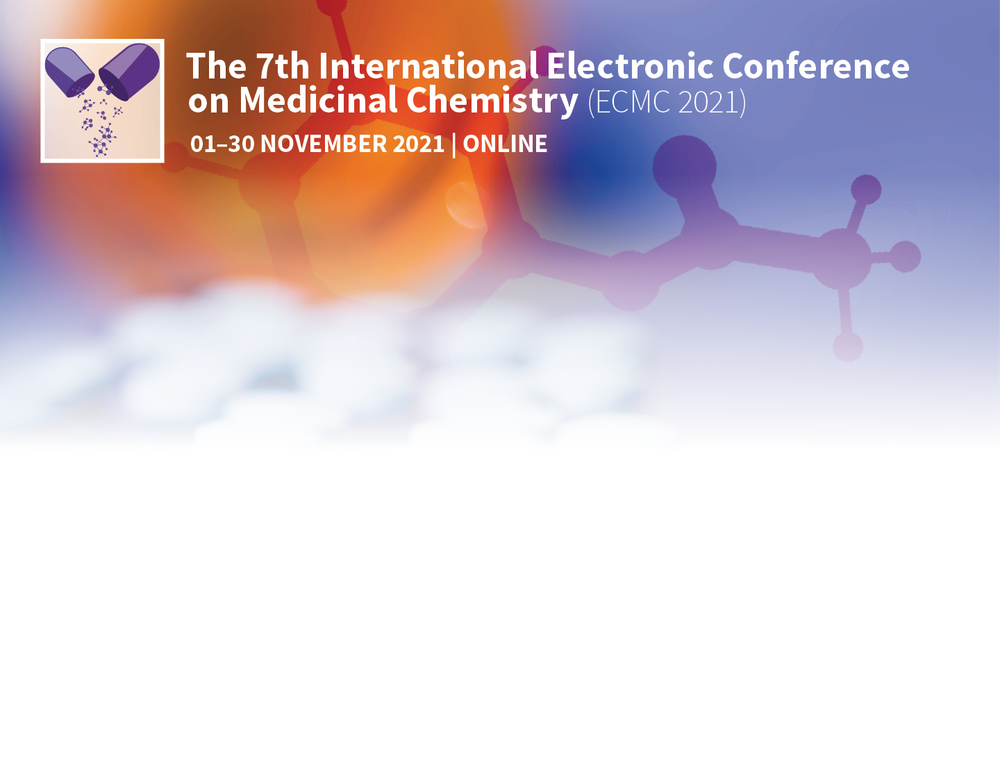 The 7th International Electronic Conference
on Medicinal Chemistry (ECMC 2021)
01–30 NOVEMBER 2021 | ONLINE